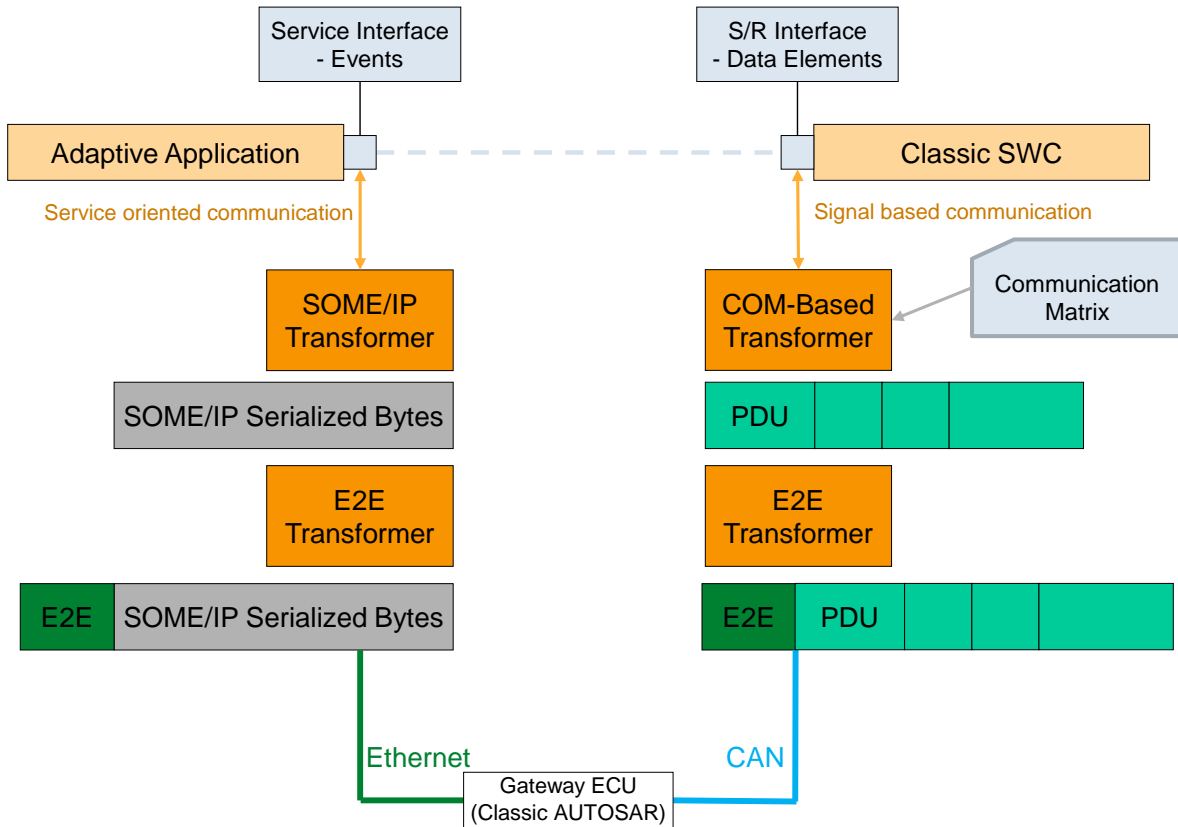 Service Interface
- Events
S/R Interface
- Data Elements
Adaptive Application
Classic SWC
Service oriented communication
Signal based communication
SOME/IP
Transformer
COM-Based
Transformer
Communication
Matrix
SOME/IP Serialized Bytes
PDU
E2E
Transformer
E2E
Transformer
E2E
SOME/IP Serialized Bytes
E2E
PDU
Ethernet
CAN
Gateway ECU
(Classic AUTOSAR)